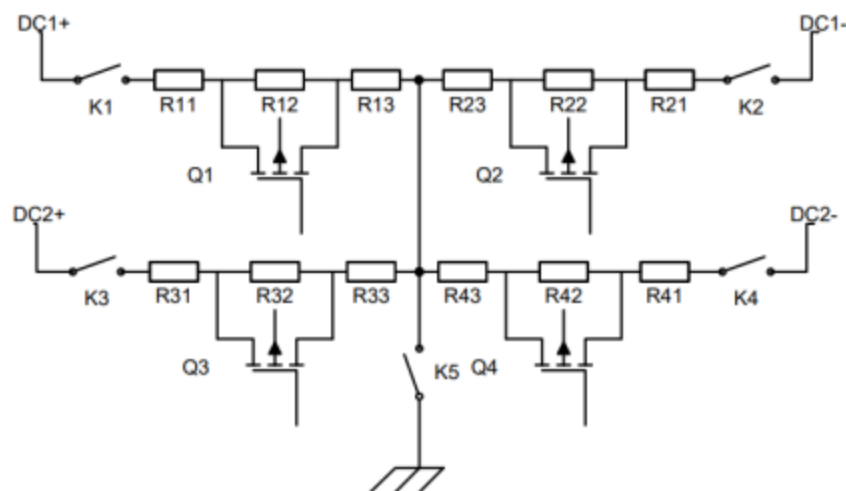 DC1+ DC1-
K1 R11 R12 R13 R23 R22 R21 K2
Q1 Q2
DC2+ DC2-
K3 R31 R32 R33 R43 R42 R41 K4
Q3 K5 Q4